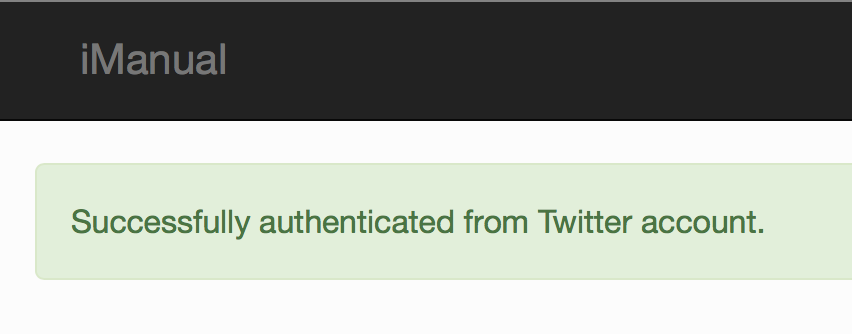 iManual
Successfully authenticated from Twitter account.